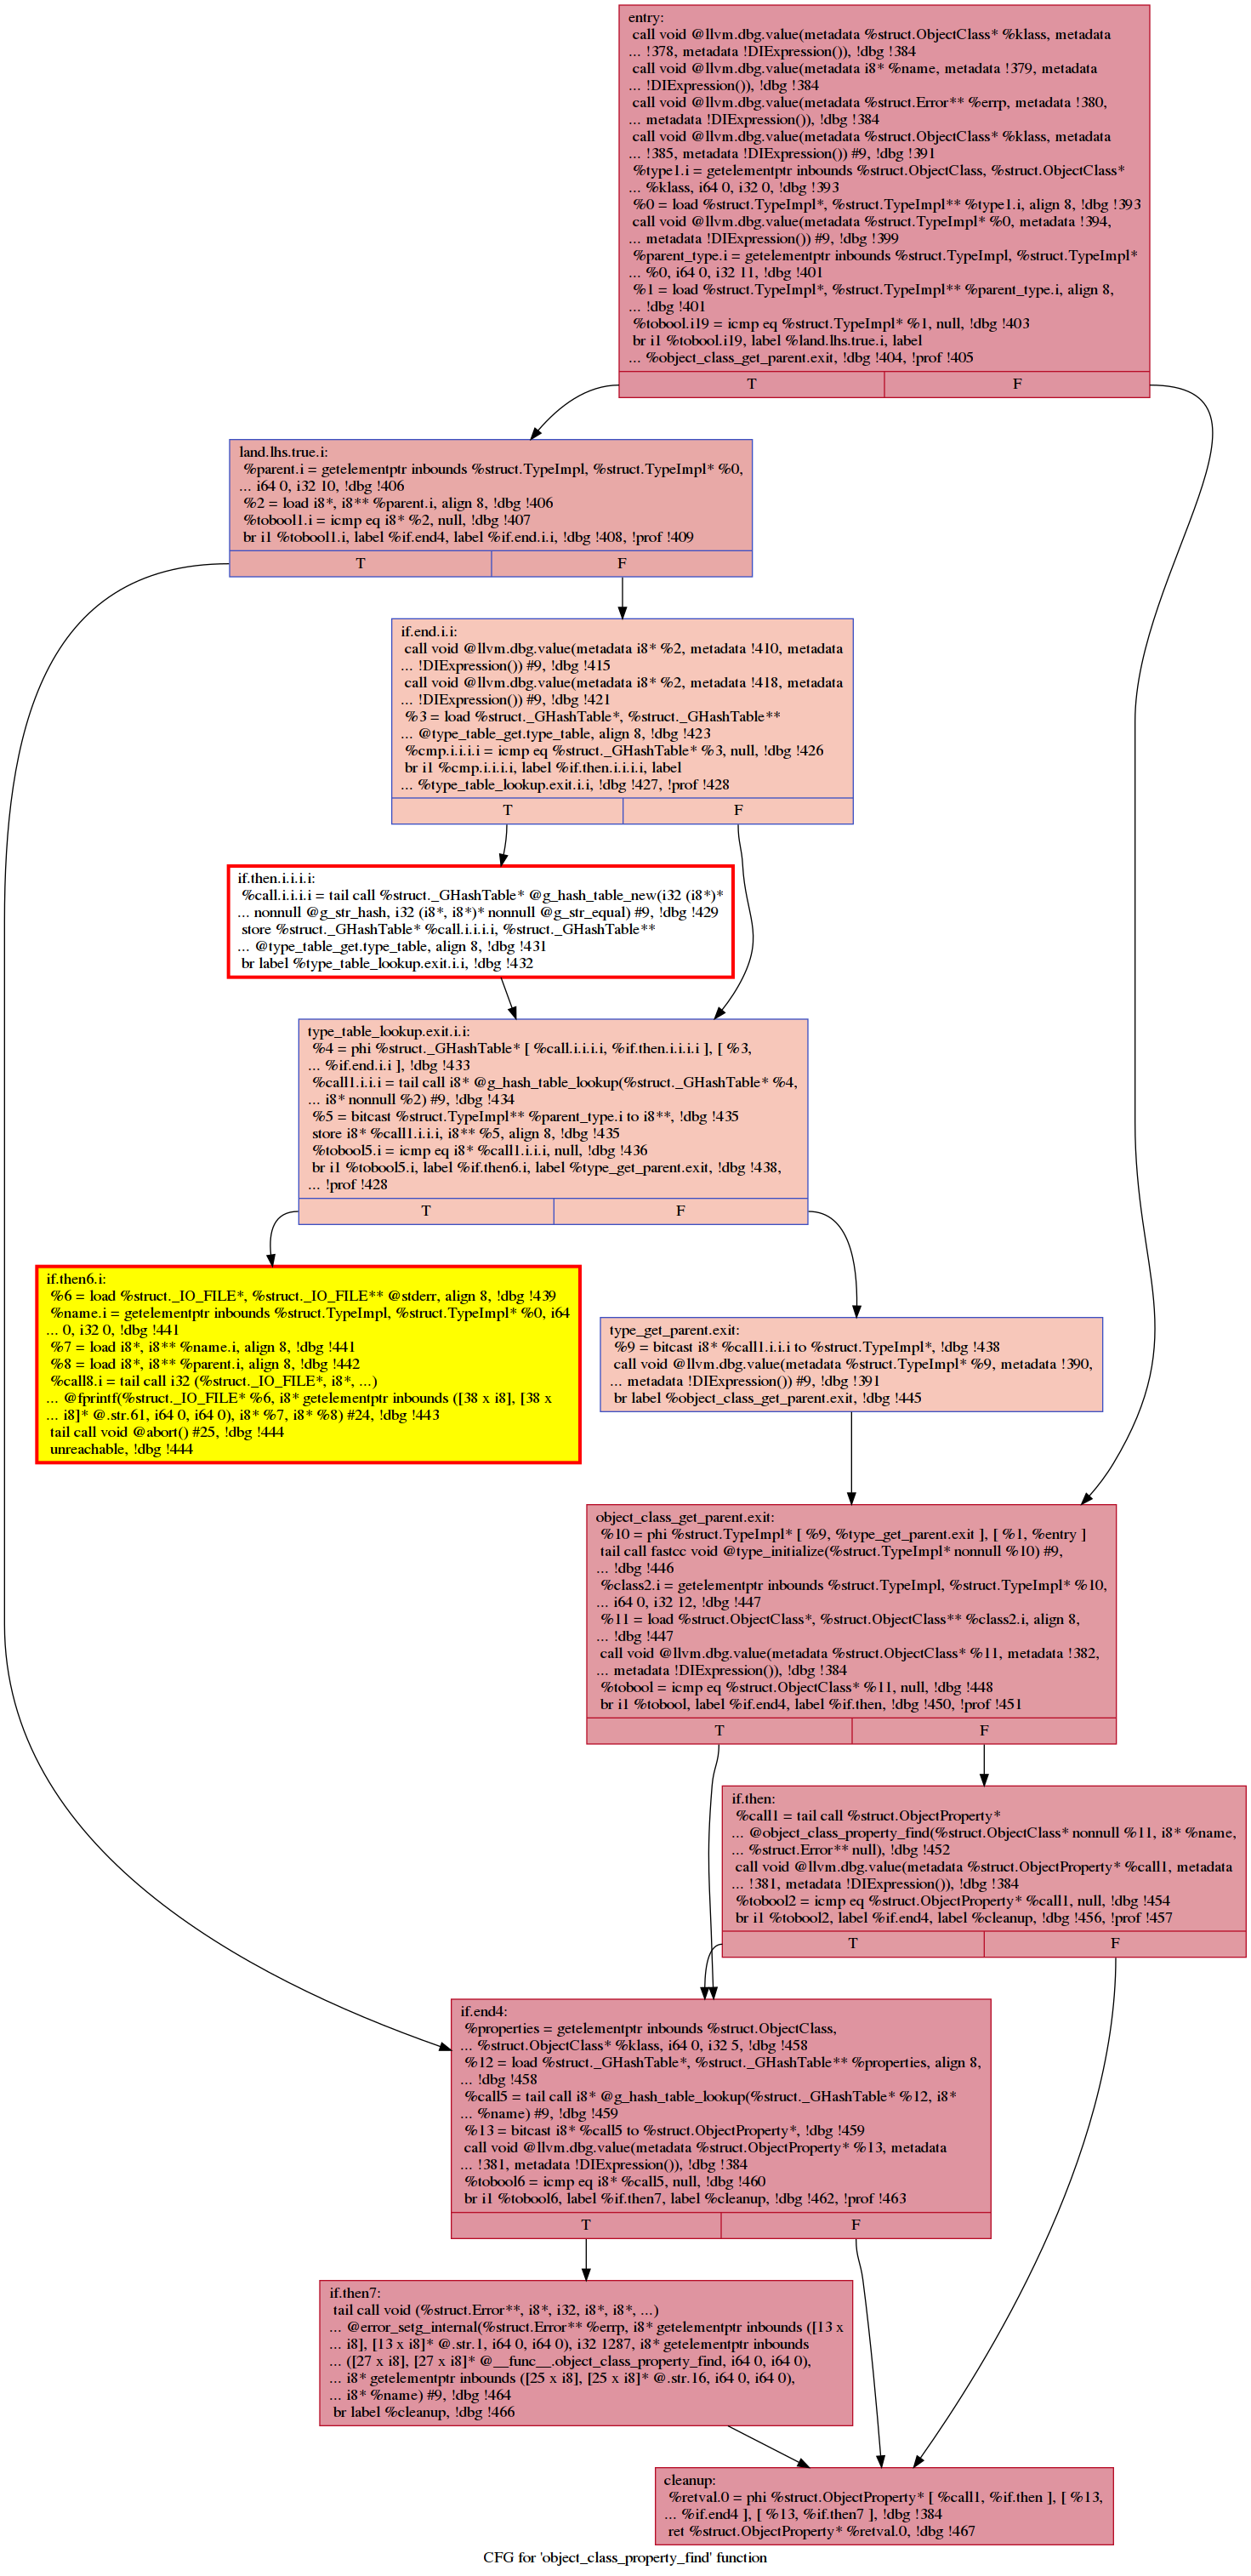 entry:
call void @llvm.dbg.value(metadata %struct.ObjectClass* %klass, metadata
... !378, metadata !DIExpression()), !dbg !384
call void @llvm.dbg.value(metadata i8* %name, metadata !379, metadata
... !DIExpression()), !dbg !384
call void @llvm.dbg.value(metadata %struct.Error** %errp, metadata !380,
... metadata !DIExpression()), !dbg !384
call void @llvm.dbg.value(metadata %struct.ObjectClass* %klass, metadata
... !385, metadata !DIExpression()) #9, !dbg !391
%type1.i = getelementptr inbounds %struct.ObjectClass, %struct.ObjectClass*
... %klass, i64 0, i32 0, !dbg !393
%0 = load %struct.TypeImpl*, %struct.TypeImpl** %type1.i, align 8, !dbg !393
call void @llvm.dbg.value(metadata %struct.TypeImpl* %0, metadata !394,
... metadata !DIExpression()) #9, !dbg !399
%parent_type.i = getelementptr inbounds %struct.TypeImpl, %struct.TypeImpl*
... %0, i64 0, i32 11, !dbg !401
%1 = load %struct.TypeImpl*, %struct.TypeImpl** %parent_type.i, align 8,
... !dbg !401
%tobool.i19 = icmp eq %struct.TypeImpl* %1, null, !dbg !403
br i1 %tobool.i19, label %land.lhs.true.i, label
... %object_class_get_parent.exit, !dbg !404, !prof !405
T F
land.lhs.true.i:
%parent.i = getelementptr inbounds %struct.TypeImpl, %struct.TypeImpl* %0,
... i64 0, i32 10, !dbg !406
%2 = load i8*, i8** %parent.i, align 8, !dbg !406
%tobool1.i = icmp eq i8* %2, null, !dbg !407
br i1 %tobool1.i, label %if.end4, label %if.end.i.i, !dbg !408, !prof !409
T F
if.end.i.i:
call void @llvm.dbg.value(metadata i8* %2, metadata !410, metadata
... !DIExpression()) #9, !dbg !415
call void @llvm.dbg.value(metadata i8* %2, metadata !418, metadata
... !DIExpression()) #9, !dbg !421
%3 = load %struct._GHashTable*, %struct._GHashTable**
... @type_table_get.type_table, align 8, !dbg !423
%cmp.i.i.i.i = icmp eq %struct._GHashTable* %3, null, !dbg !426
br i1 %cmp.i.i.i.i, label %if.then.i.i.i.i, label
... %type_table_lookup.exit.i.i, !dbg !427, !prof !428
T F
if.then.i.i.i.i:
%call.i.i.i.i = tail call %struct._GHashTable* @g_hash_table_new(i32 (i8*)*
... nonnull @g_str_hash, i32 (i8*, i8*)* nonnull @g_str_equal) #9, !dbg !429
store %struct._GHashTable* %call.i.i.i.i, %struct._GHashTable**
... @type_table_get.type_table, align 8, !dbg !431
br label %type_table_lookup.exit.i.i, !dbg !432
type_table_lookup.exit.i.i:
%4 = phi %struct._GHashTable* [ %call.i.i.i.i, %if.then.i.i.i.i ], [ %3,
... %if.end.i.i ], !dbg !433
%call1.i.i.i = tail call i8* @g_hash_table_lookup(%struct._GHashTable* %4,
... i8* nonnull %2) #9, !dbg !434
%5 = bitcast %struct.TypeImpl** %parent_type.i to i8**, !dbg !435
store i8* %call1.i.i.i, i8** %5, align 8, !dbg !435
%tobool5.i = icmp eq i8* %call1.i.i.i, null, !dbg !436
br i1 %tobool5.i, label %if.then6.i, label %type_get_parent.exit, !dbg !438,
... !prof !428
T F
if.then6.i:
%6 = load %struct._IO_FILE*, %struct._IO_FILE** @stderr, align 8, !dbg !439
%name.i = getelementptr inbounds %struct.TypeImpl, %struct.TypeImpl* %0, i64
... 0, i32 0, !dbg !441
%7 = load i8*, i8** %name.i, align 8, !dbg !441
%8 = load i8*, i8** %parent.i, align 8, !dbg !442
%call8.i = tail call i32 (%struct._IO_FILE*, i8*, ...)
... @fprintf(%struct._IO_FILE* %6, i8* getelementptr inbounds ([38 x i8], [38 x
... i8]* @.str.61, i64 0, i64 0), i8* %7, i8* %8) #24, !dbg !443
tail call void @abort() #25, !dbg !444
unreachable, !dbg !444
type_get_parent.exit:
%9 = bitcast i8* %call1.i.i.i to %struct.TypeImpl*, !dbg !438
call void @llvm.dbg.value(metadata %struct.TypeImpl* %9, metadata !390,
... metadata !DIExpression()) #9, !dbg !391
br label %object_class_get_parent.exit, !dbg !445
object_class_get_parent.exit:
%10 = phi %struct.TypeImpl* [ %9, %type_get_parent.exit ], [ %1, %entry ]
tail call fastcc void @type_initialize(%struct.TypeImpl* nonnull %10) #9,
... !dbg !446
%class2.i = getelementptr inbounds %struct.TypeImpl, %struct.TypeImpl* %10,
... i64 0, i32 12, !dbg !447
%11 = load %struct.ObjectClass*, %struct.ObjectClass** %class2.i, align 8,
... !dbg !447
call void @llvm.dbg.value(metadata %struct.ObjectClass* %11, metadata !382,
... metadata !DIExpression()), !dbg !384
%tobool = icmp eq %struct.ObjectClass* %11, null, !dbg !448
br i1 %tobool, label %if.end4, label %if.then, !dbg !450, !prof !451
T F
if.then:
%call1 = tail call %struct.ObjectProperty*
... @object_class_property_find(%struct.ObjectClass* nonnull %11, i8* %name,
... %struct.Error** null), !dbg !452
call void @llvm.dbg.value(metadata %struct.ObjectProperty* %call1, metadata
... !381, metadata !DIExpression()), !dbg !384
%tobool2 = icmp eq %struct.ObjectProperty* %call1, null, !dbg !454
br i1 %tobool2, label %if.end4, label %cleanup, !dbg !456, !prof !457
T F
if.end4:
%properties = getelementptr inbounds %struct.ObjectClass,
... %struct.ObjectClass* %klass, i64 0, i32 5, !dbg !458
%12 = load %struct._GHashTable*, %struct._GHashTable** %properties, align 8,
... !dbg !458
%call5 = tail call i8* @g_hash_table_lookup(%struct._GHashTable* %12, i8*
... %name) #9, !dbg !459
%13 = bitcast i8* %call5 to %struct.ObjectProperty*, !dbg !459
call void @llvm.dbg.value(metadata %struct.ObjectProperty* %13, metadata
... !381, metadata !DIExpression()), !dbg !384
%tobool6 = icmp eq i8* %call5, null, !dbg !460
br i1 %tobool6, label %if.then7, label %cleanup, !dbg !462, !prof !463
T F
if.then7:
tail call void (%struct.Error**, i8*, i32, i8*, i8*, ...)
... @error_setg_internal(%struct.Error** %errp, i8* getelementptr inbounds ([13 x
... i8], [13 x i8]* @.str.1, i64 0, i64 0), i32 1287, i8* getelementptr inbounds
... ([27 x i8], [27 x i8]* @__func__.object_class_property_find, i64 0, i64 0),
... i8* getelementptr inbounds ([25 x i8], [25 x i8]* @.str.16, i64 0, i64 0),
... i8* %name) #9, !dbg !464
br label %cleanup, !dbg !466
cleanup:
%retval.0 = phi %struct.ObjectProperty* [ %call1, %if.then ], [ %13,
... %if.end4 ], [ %13, %if.then7 ], !dbg !384
ret %struct.ObjectProperty* %retval.0, !dbg !467
CFG for 'object_class_property_find' function